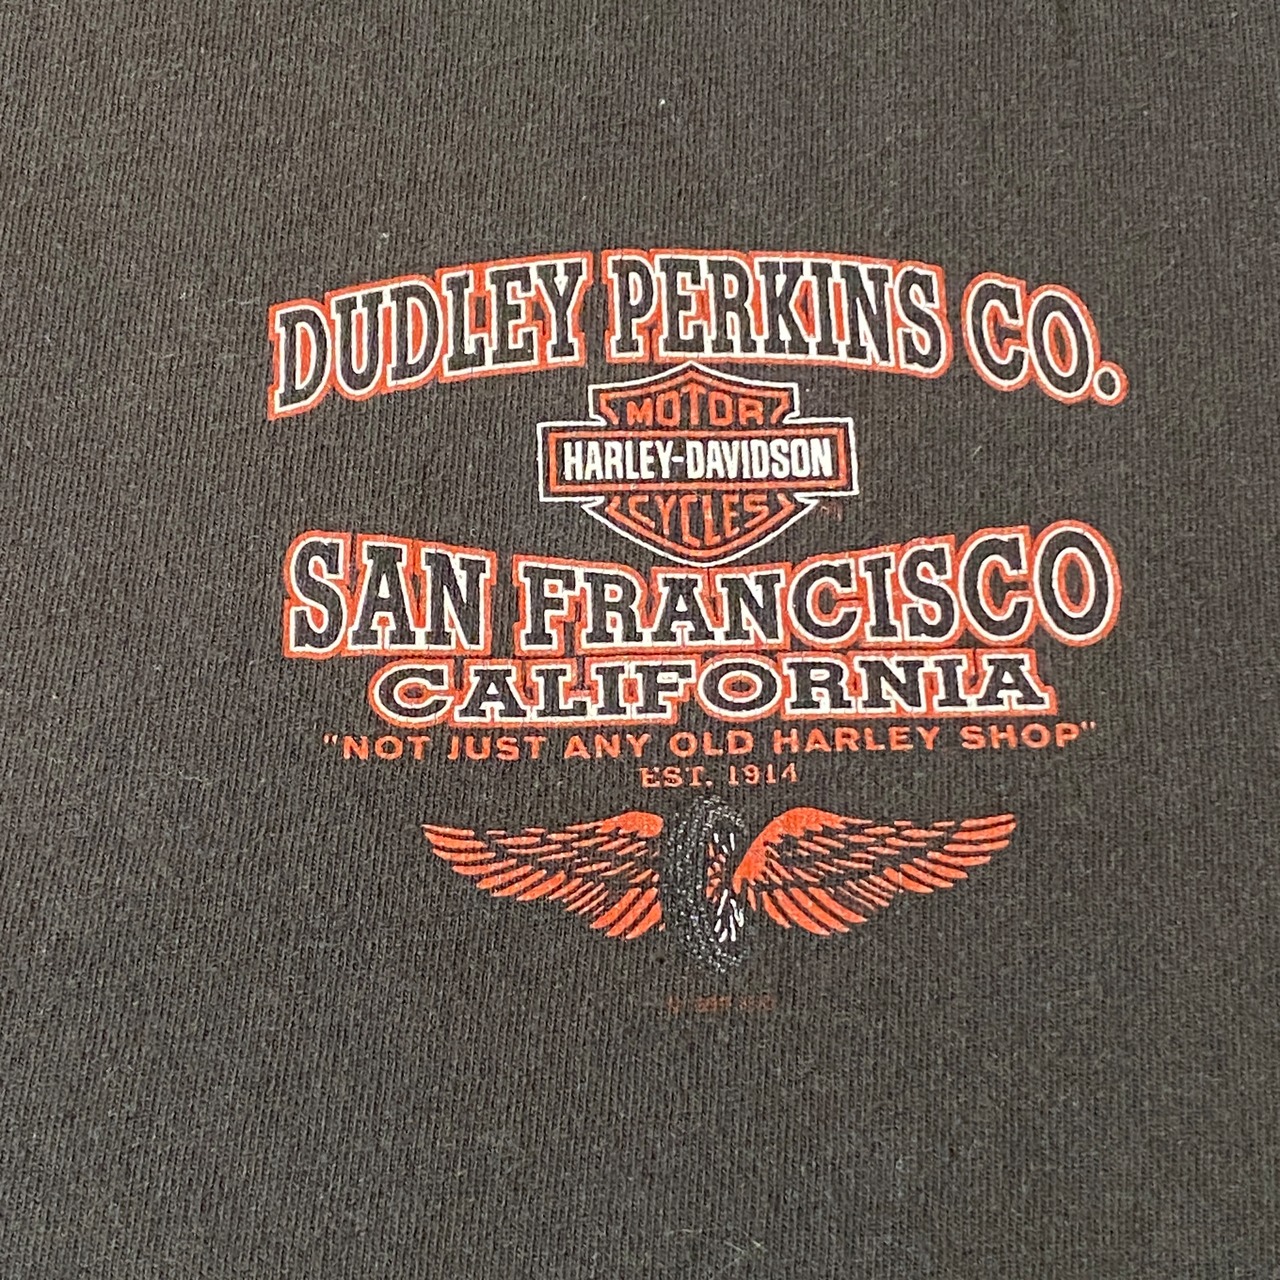 DUDLEY PERKINS CO.
MOTOR
HARLEY-DAVIDSON
CYCLES
SAN FRANCISCO
CALIFORNIA
"NOT JUST ANY OLD HARLEY SHOP"
EST. 1914